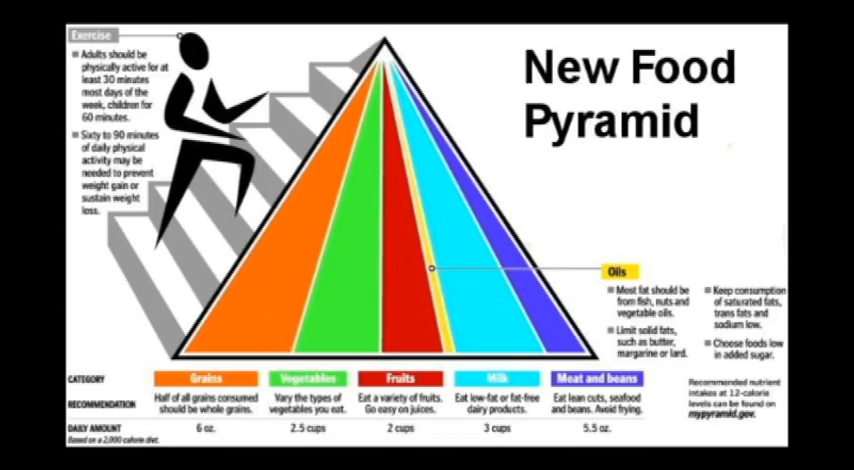 Exercise
Adults should be
physically active for at
least 30 minutes
most days of the
week, children for
60 minutes.
Sixty to 90 minutes
of daily physical
activity may be
needed to prevent
weight gain or
sustain weight
loss.
New Food
Pyramid
Oils
Most fat should be
from fish, nuts and
vegetable oils.
Limit solid fats,
such as butter,
margarine or lard.
Keep consumption
of saturated fats,
trans fats and
sodium low.
Choose foods low
in added sugar.
CATEGORY Grains Vegetables Fruits Milk Meat and beans
RECOMMENDATION
Half of all grains consumed
should be whole grains.
Vary the types of
vegetables you eat.
Eat a variety of fruits.
Go easy on juices.
Eat low-fat or fat-free
dairy products.
Eat lean cuts, seafood
and beans. Avoid frying.
DAILY AMOUNT 6 oz. 2.5 cups 2 cups 3 cups 5.5 oz.
Based on a 2,000 calorie diet.
Recommended nutrient
intakes at 12-calorie
levels can be found on
mypyramid.gov.